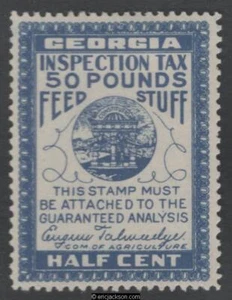 GEORGIA
INSPECTION TAX
50 POUNDS
FEED STUFF
THIS STAMP MUST
BE ATTACHED TO THE
GUARANTEED ANALYSIS
Eugene Talmadge
COM. OF AGRICULTURE
HALF CENT
© ericjackson.com